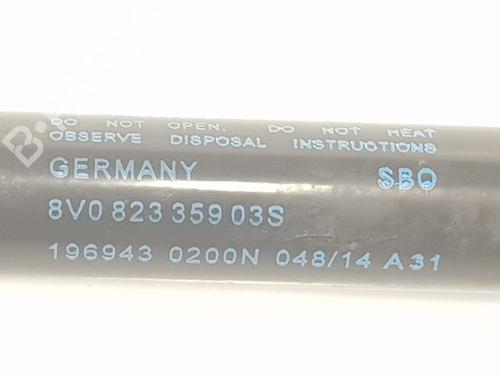 DO NOT OPEN, DO NOT HEAT
OBSERVE DISPOSAL INSTRUCTIONS
GERMANY SBQ
8V0 823 359 03S
196943 0200N 048/14 A31